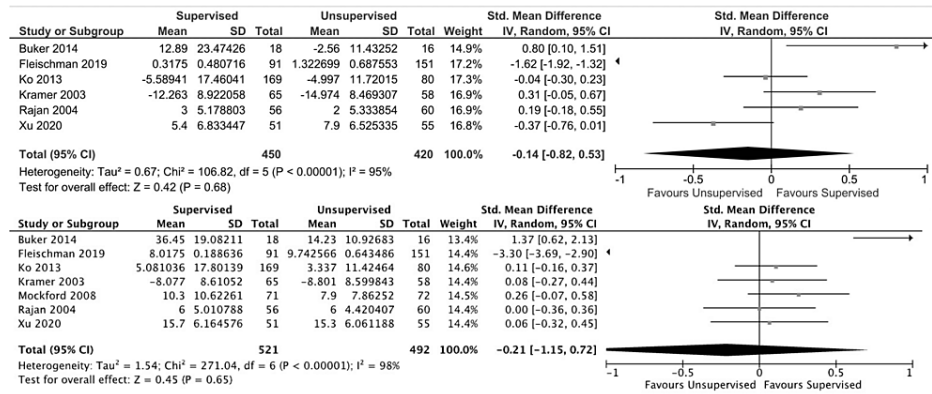 Supervised Unsupervised Std. Mean Difference Std. Mean Difference
Study or Subgroup Mean SD Total Mean SD Total Weight IV, Random, 95% CI IV, Random, 95% CI
Buker 2014 12.89 23.47426 18 -2.56 11.43252 16 14.9% 0.80 [0.10, 1.51]
Fleischman 2019 0.3175 0.480716 91 1.322699 0.687553 151 17.2% -1.62 [-1.92, -1.32]
Ko 2013 -5.58941 17.46041 169 -4.997 11.72015 80 17.4% -0.04 [-0.30, 0.23]
Kramer 2003 -12.263 8.922058 65 -14.974 8.469307 58 16.9% 0.31 [-0.05, 0.67]
Rajan 2004 3 5.178803 56 2 5.333854 60 16.9% 0.19 [-0.18, 0.55]
Xu 2020 5.4 6.833447 51 7.9 6.525335 55 16.8% -0.37 [-0.76, 0.01]
Total (95% CI) 450 420 100.0% -0.14 [-0.82, 0.53]
Heterogeneity: Tau² = 0.67; Chi² = 106.82, df = 5 (P < 0.00001); I² = 95%
Test for overall effect: Z = 0.42 (P = 0.68)
-1 -0.5 0 0.5 1
Favours Unsupervised Favours Supervised
Supervised Unsupervised Std. Mean Difference Std. Mean Difference
Study or Subgroup Mean SD Total Mean SD Total Weight IV, Random, 95% CI IV, Random, 95% CI
Buker 2014 36.45 19.08211 18 14.23 10.92683 16 13.4% 1.37 [0.62, 2.13]
Fleischman 2019 8.0175 0.188636 91 9.742566 0.643486 151 14.4% -3.30 [-3.69, -2.90]
Ko 2013 5.081036 17.80139 169 3.337 11.42464 80 14.6% 0.11 [-0.16, 0.37]
Kramer 2003 -8.077 8.61052 65 -8.801 8.599843 58 14.5% 0.08 [-0.27, 0.44]
Mockford 2008 10.3 10.62261 71 7.9 7.86252 72 14.5% 0.26 [-0.07, 0.58]
Rajan 2004 6 5.010788 56 6 4.420407 60 14.5% 0.00 [-0.36, 0.36]
Xu 2020 15.7 6.164576 51 15.3 6.061188 55 14.4% 0.06 [-0.32, 0.45]
Total (95% CI) 521 492 100.0% -0.21 [-1.15, 0.72]
Heterogeneity: Tau² = 1.54; Chi² = 271.04, df = 6 (P < 0.00001); I² = 98%
Test for overall effect: Z = 0.45 (P = 0.65)
-1 -0.5 0 0.5 1
Favours Unsupervised Favours Supervised